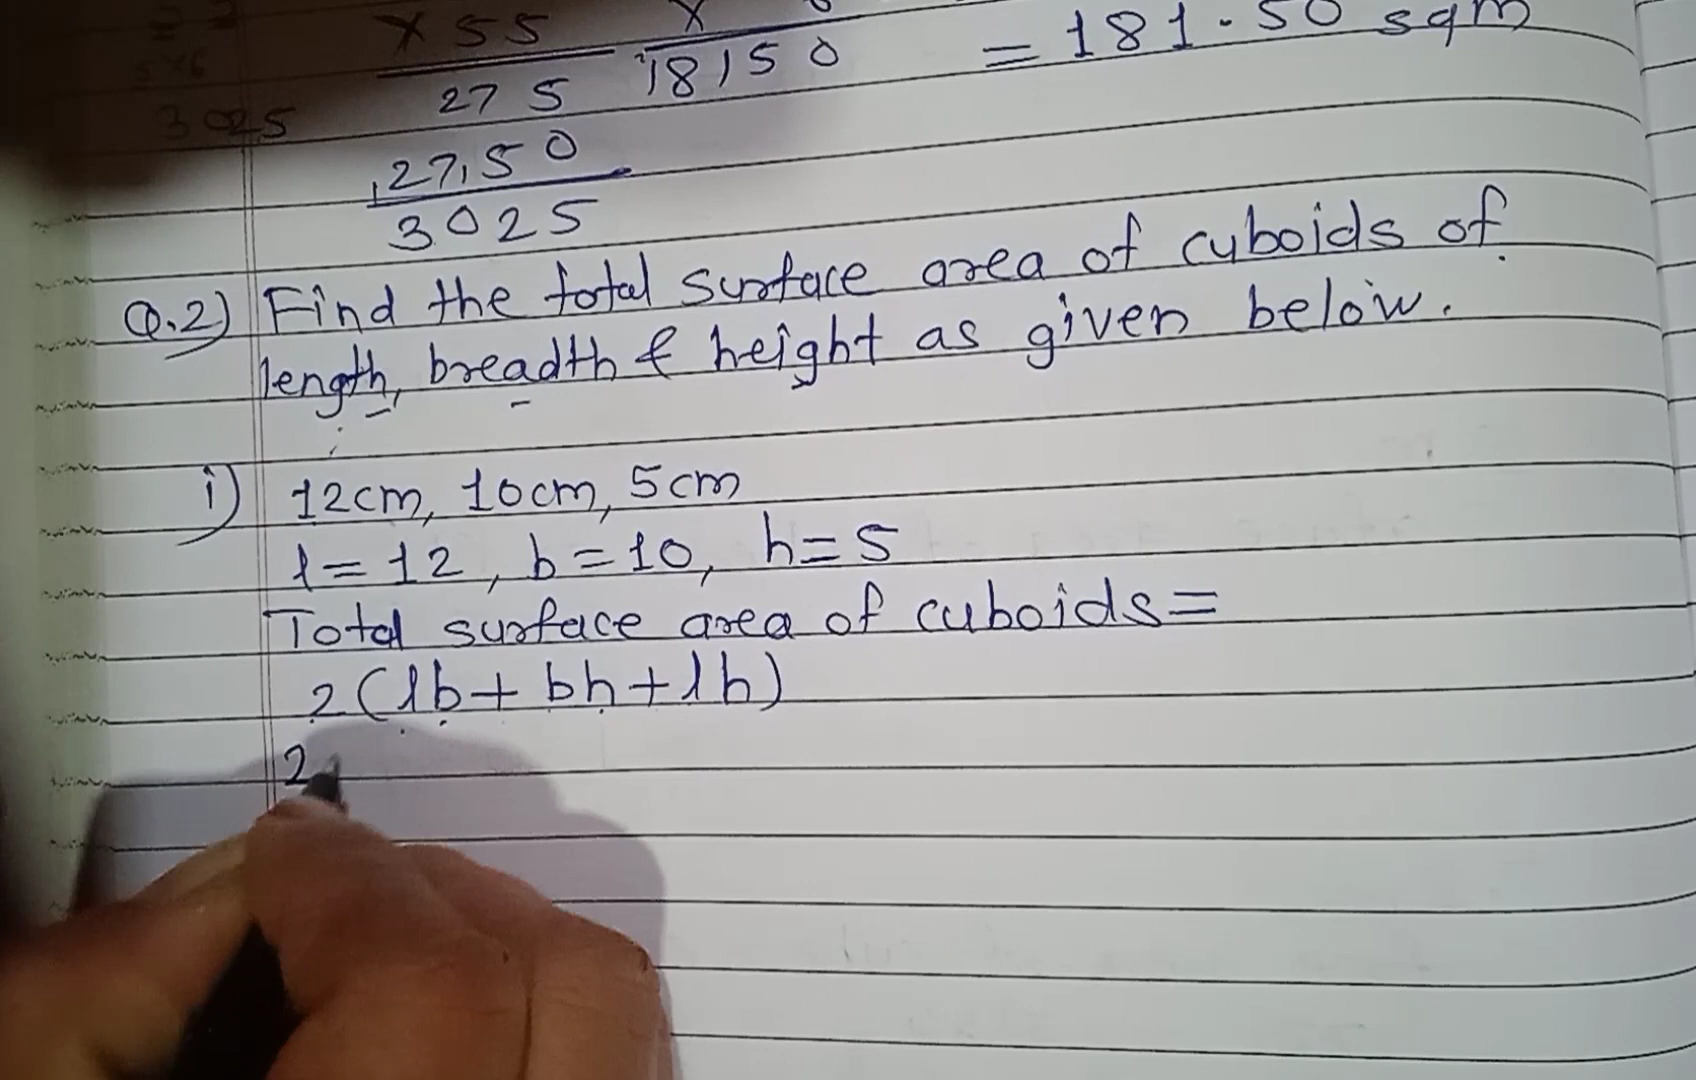 × 55 ×
= 181.50 sqm
275 18150
2750
3025
3025
Q.2) Find the total surface area of cuboids of
length, breadth & height as given below.
i) 12cm, 10cm, 5cm
l = 12, b = 10, h = 5
Total surface area of cuboids =
2(lb + bh + lh)
2